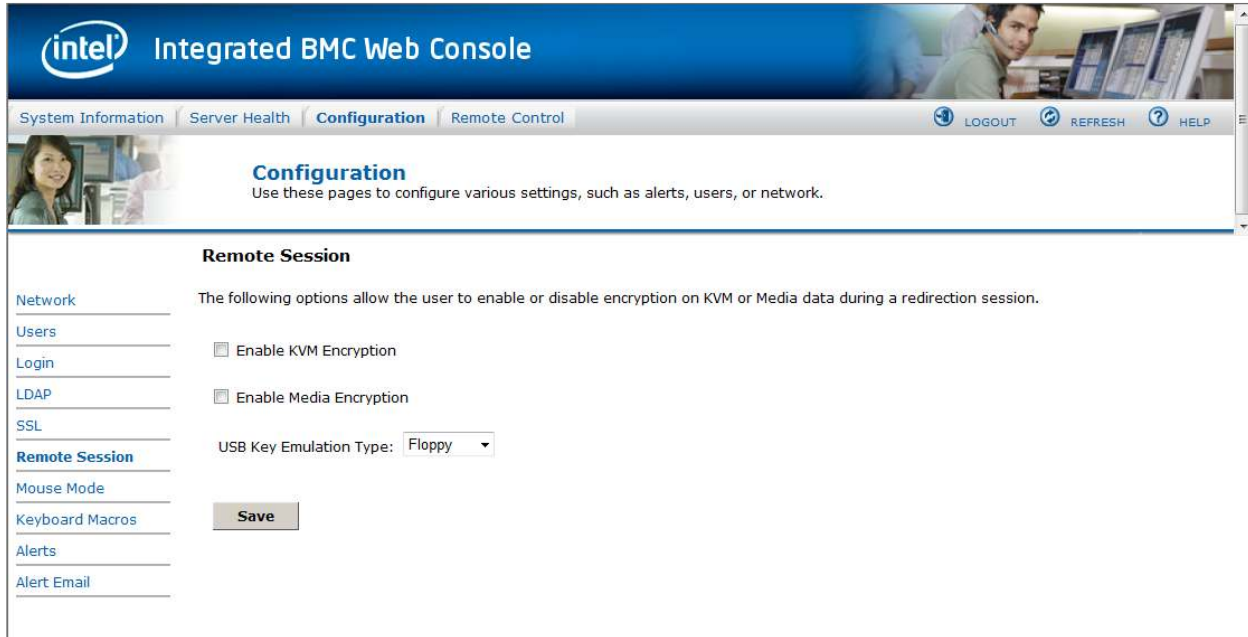 intel Integrated BMC Web Console
System Information Server Health Configuration Remote Control LOGOUT REFRESH ? HELP
Configuration
Use these pages to configure various settings, such as alerts, users, or network.
Remote Session
The following options allow the user to enable or disable encryption on KVM or Media data during a redirection session.
Enable KVM Encryption
Enable Media Encryption
USB Key Emulation Type: Floppy
Save
Network
Users
Login
LDAP
SSL
Remote Session
Mouse Mode
Keyboard Macros
Alerts
Alert Email